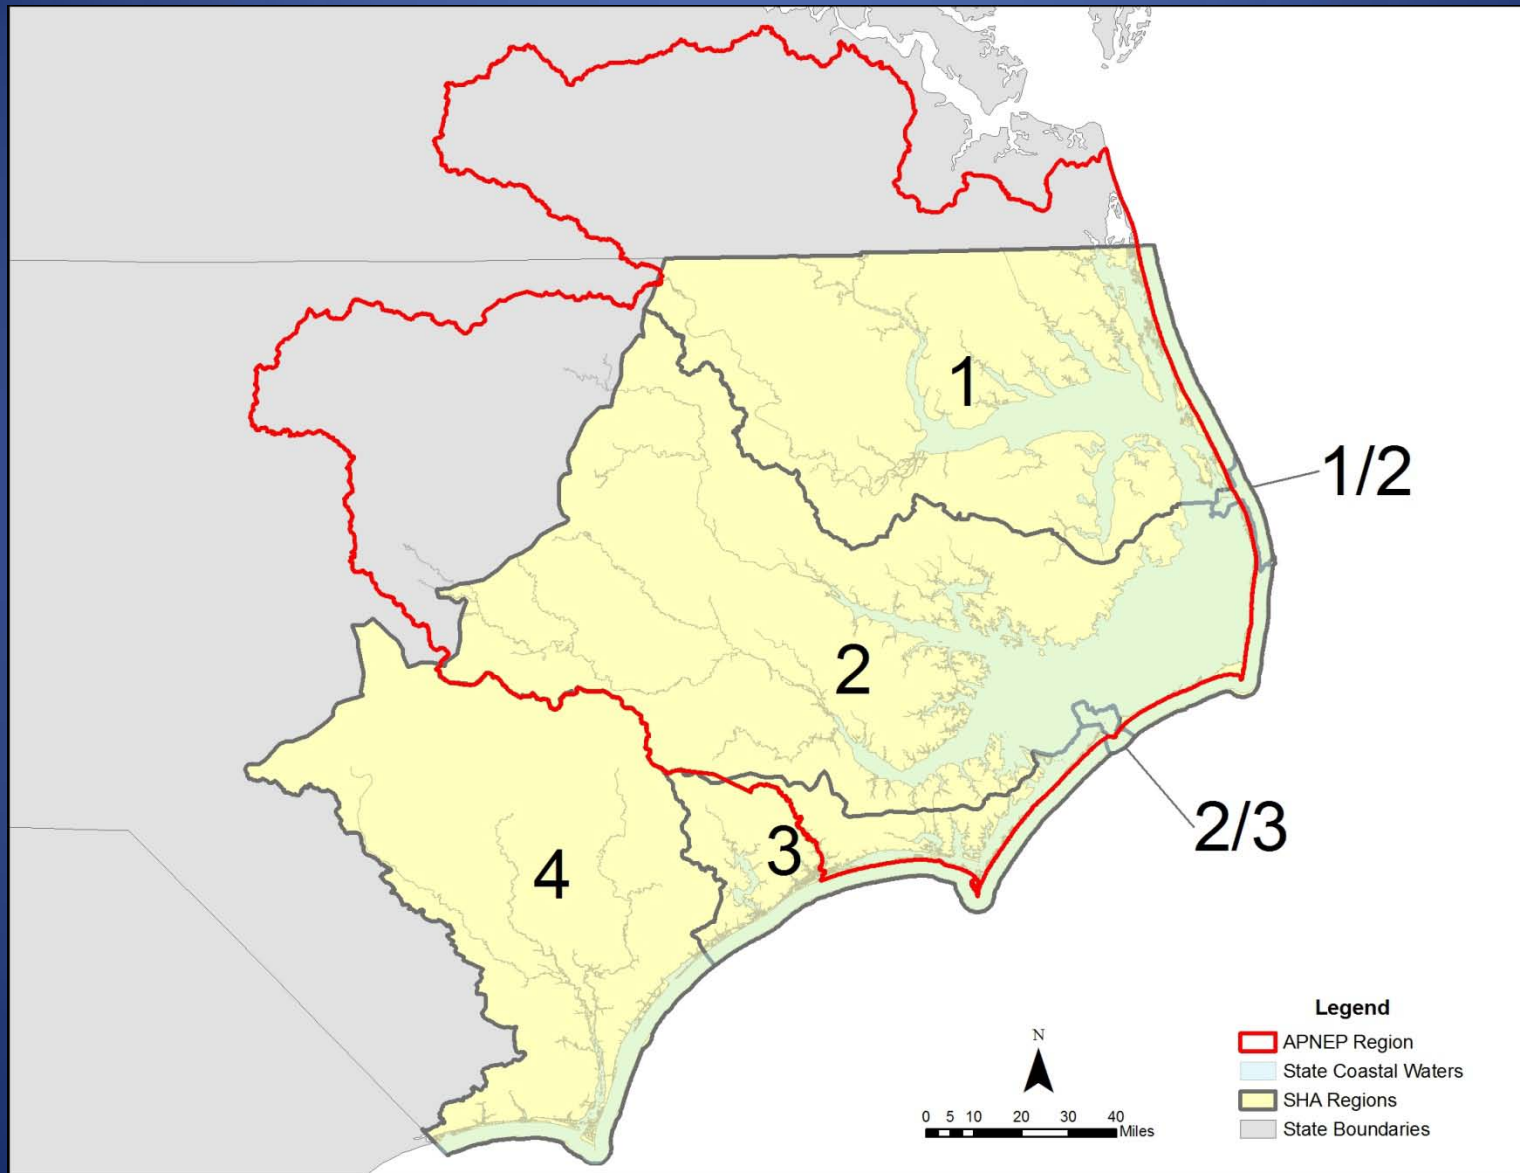 1
1/2
2
2/3
3
4
N
0 5 10 20 30 40
Miles
Legend
APNEP Region
State Coastal Waters
SHA Regions
State Boundaries